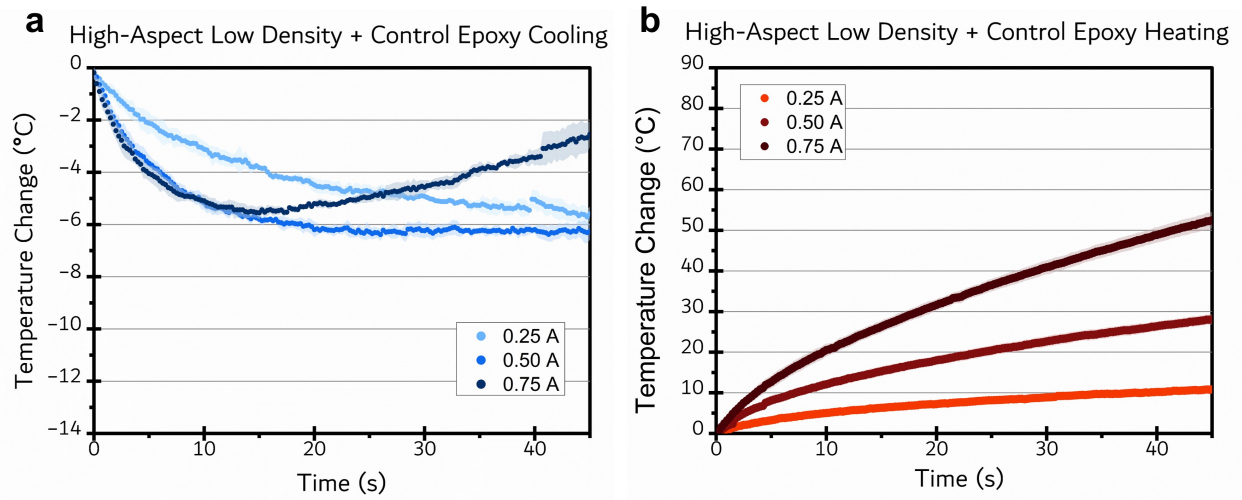 a
High-Aspect Low Density + Control Epoxy Cooling
0
−2
−4
−6
−8
−10
−12
−14
Temperature Change (°C)
0.25 A
0.50 A
0.75 A
0 10 20 30 40
Time (s)
b
High-Aspect Low Density + Control Epoxy Heating
90
80
70
60
50
40
30
20
10
0
Temperature Change (°C)
0.25 A
0.50 A
0.75 A
0 10 20 30 40
Time (s)